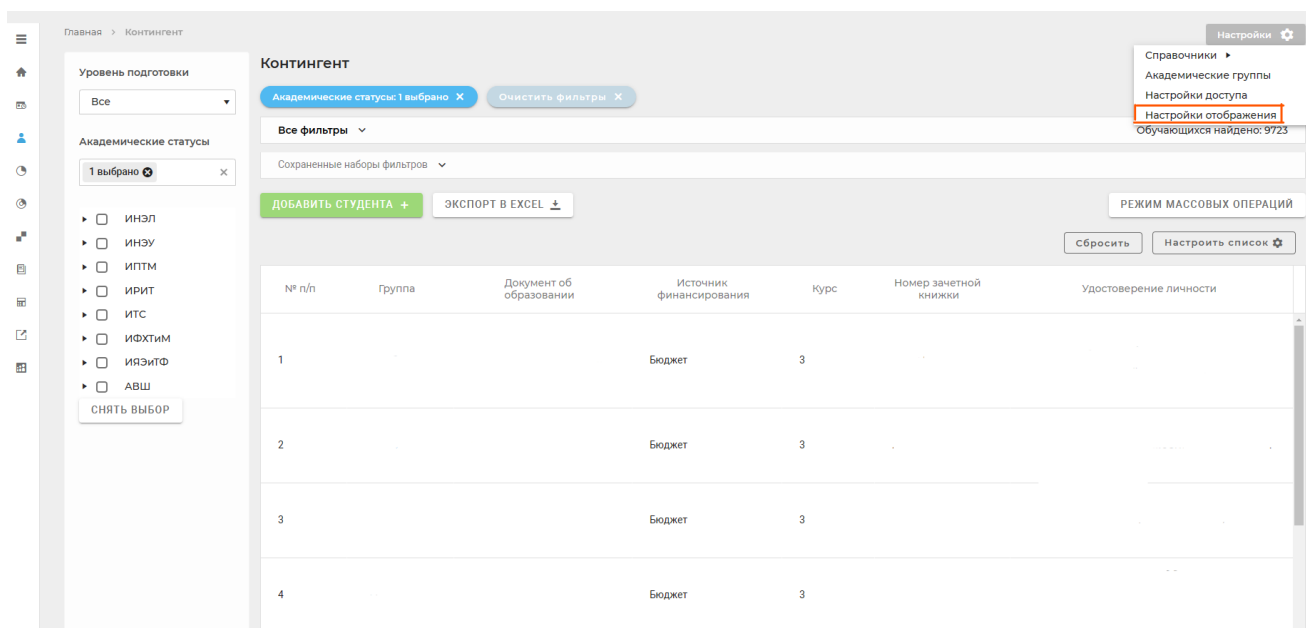 Главная > Контингент
Настройки
Справочники
Академические группы
Настройки доступа
Настройки отображения
Обучающихся найдено: 9723
Уровень подготовки
Все
Академические статусы
1 выбрано
ИНЭЛ
ИНЭУ
ИПТМ
ИРИТ
ИТС
ИФХТиМ
ИЯЭиТФ
АВШ
СНЯТЬ ВЫБОР
Контингент
Академические статусы: 1 выбрано X Очистить фильтры X
Все фильтры
Сохраненные наборы фильтров
ДОБАВИТЬ СТУДЕНТА + ЭКСПОРТ В EXCEL РЕЖИМ МАССОВЫХ ОПЕРАЦИЙ
Сбросить Настроить список
№ п/п Группа Документ об образовании Источник финансирования Курс Номер зачетной книжки Удостоверение личности
1 Бюджет 3
2 Бюджет 3
3 Бюджет 3
4 Бюджет 3